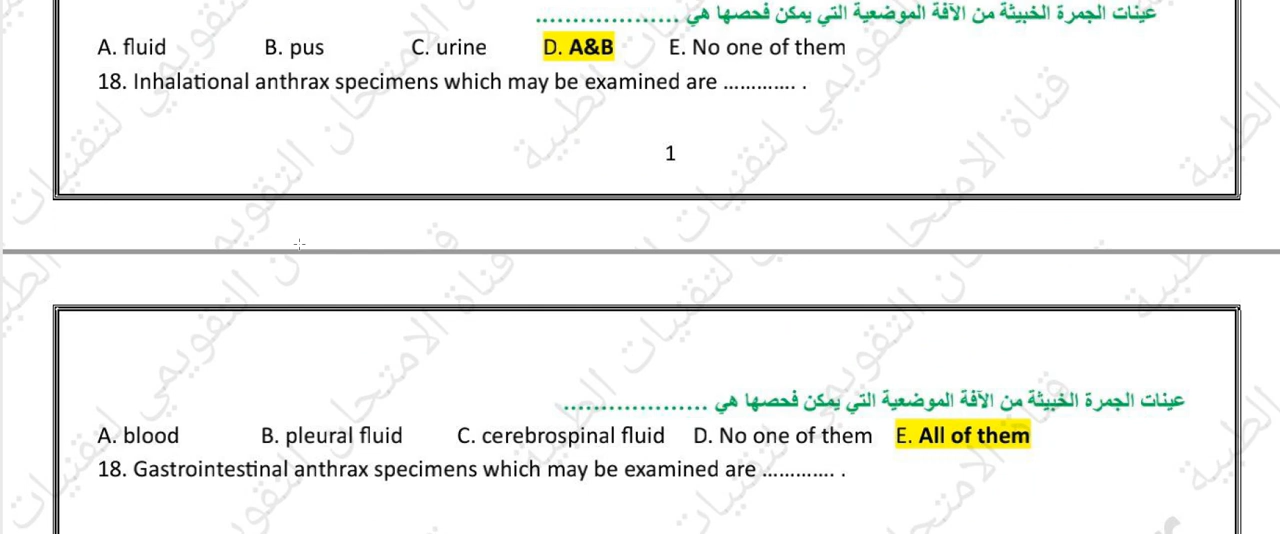 عينات الجمرة الخبيثة من الآفة الموضعية التي يمكن فحصها هي ....................
A. fluid B. pus C. urine D. A&B E. No one of them
18. Inhalational anthrax specimens which may be examined are ............. .
1
عينات الجمرة الخبيثة من الآفة الموضعية التي يمكن فحصها هي ....................
A. blood B. pleural fluid C. cerebrospinal fluid D. No one of them E. All of them
18. Gastrointestinal anthrax specimens which may be examined are ............. .